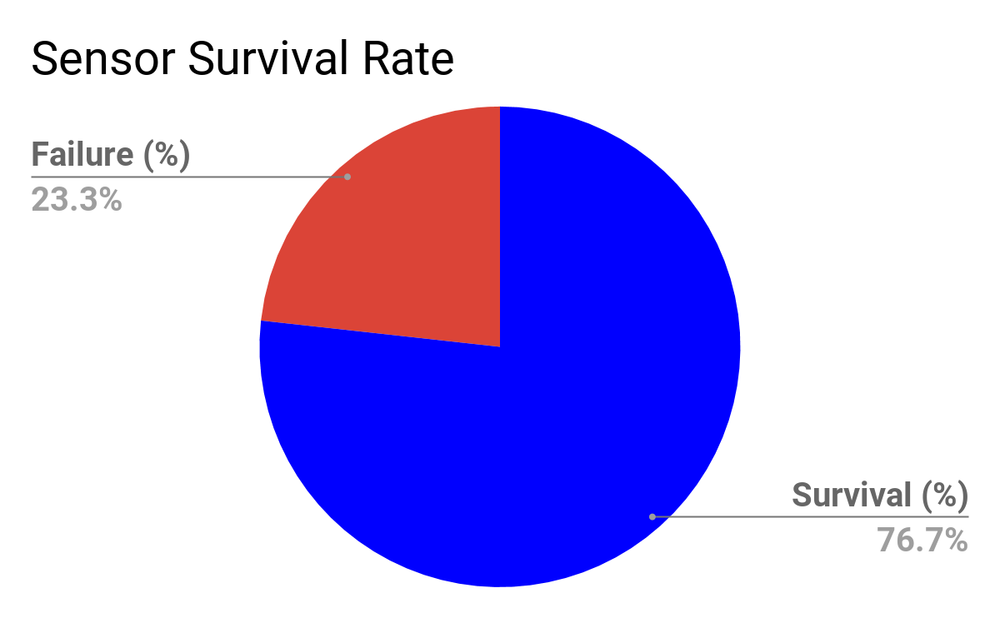 Sensor Survival Rate
Failure (%)
23.3%
Survival (%)
76.7%